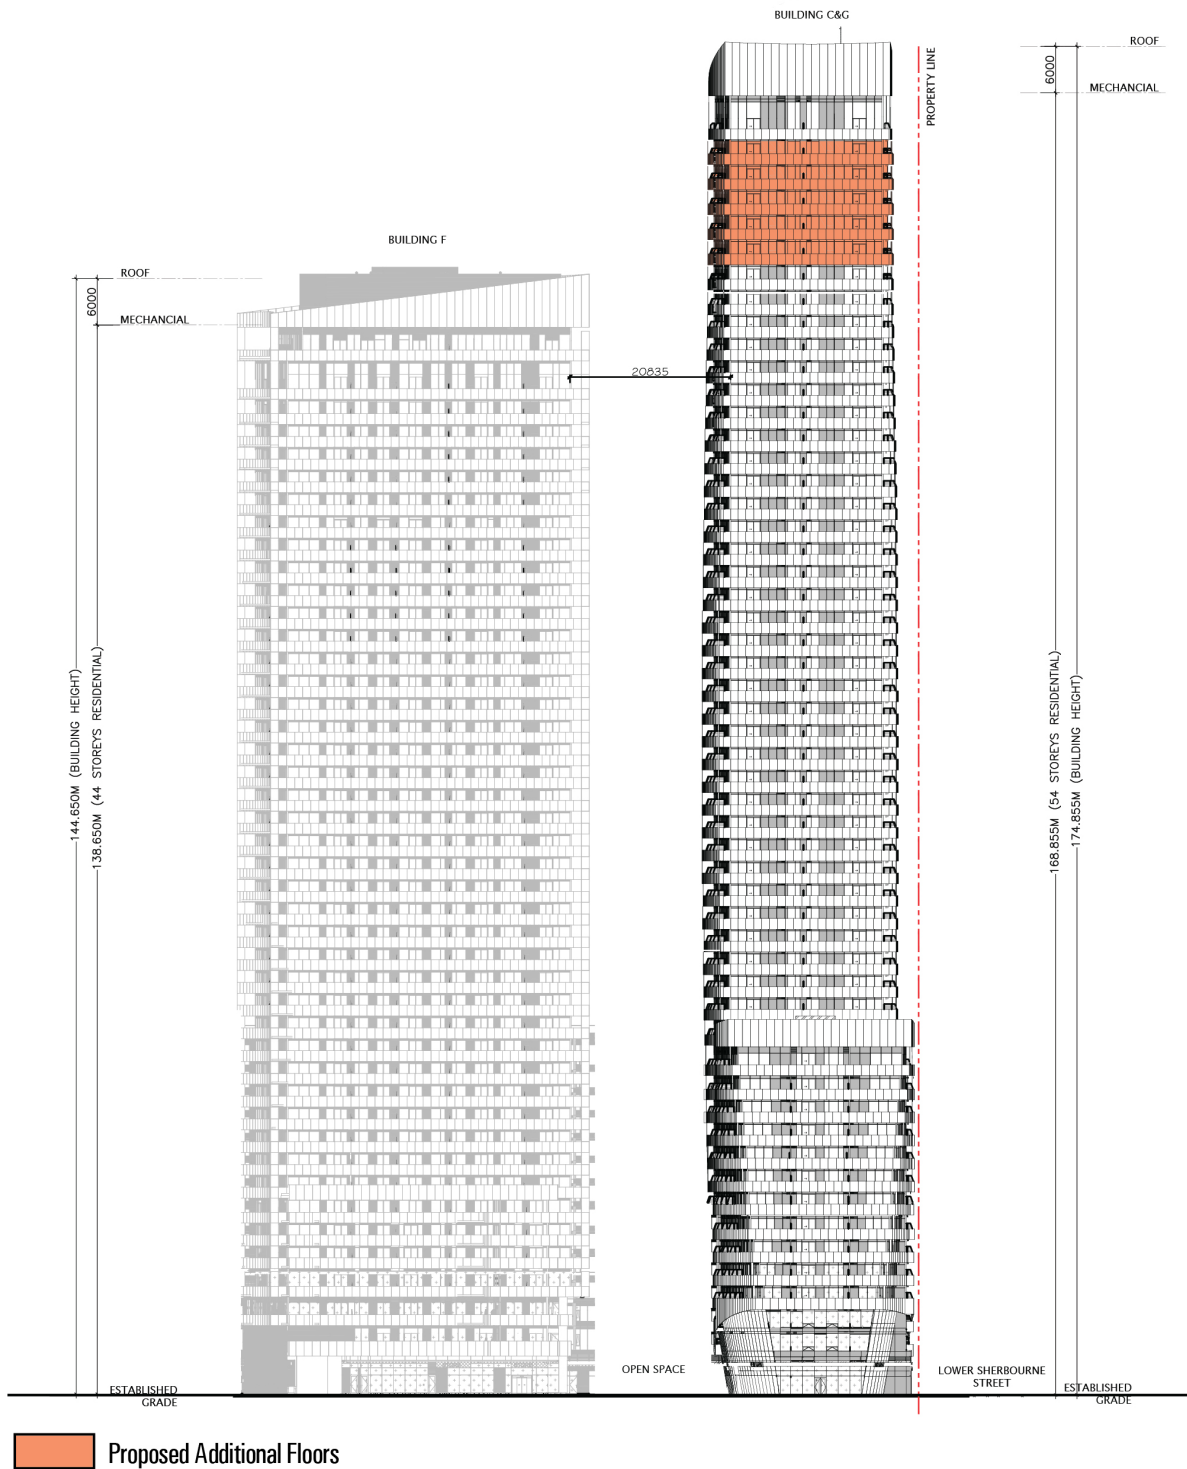 BUILDING C&G
ROOF
6000
MECHANCIAL
PROPERTY LINE
BUILDING F
ROOF
6000
MECHANCIAL
20835
144.650M (BUILDING HEIGHT)
138.650M (44 STOREYS RESIDENTIAL)
168.855M (54 STOREYS RESIDENTIAL)
174.855M (BUILDING HEIGHT)
OPEN SPACE
LOWER SHERBOURNE
STREET
ESTABLISHED
GRADE
ESTABLISHED
GRADE
Proposed Additional Floors